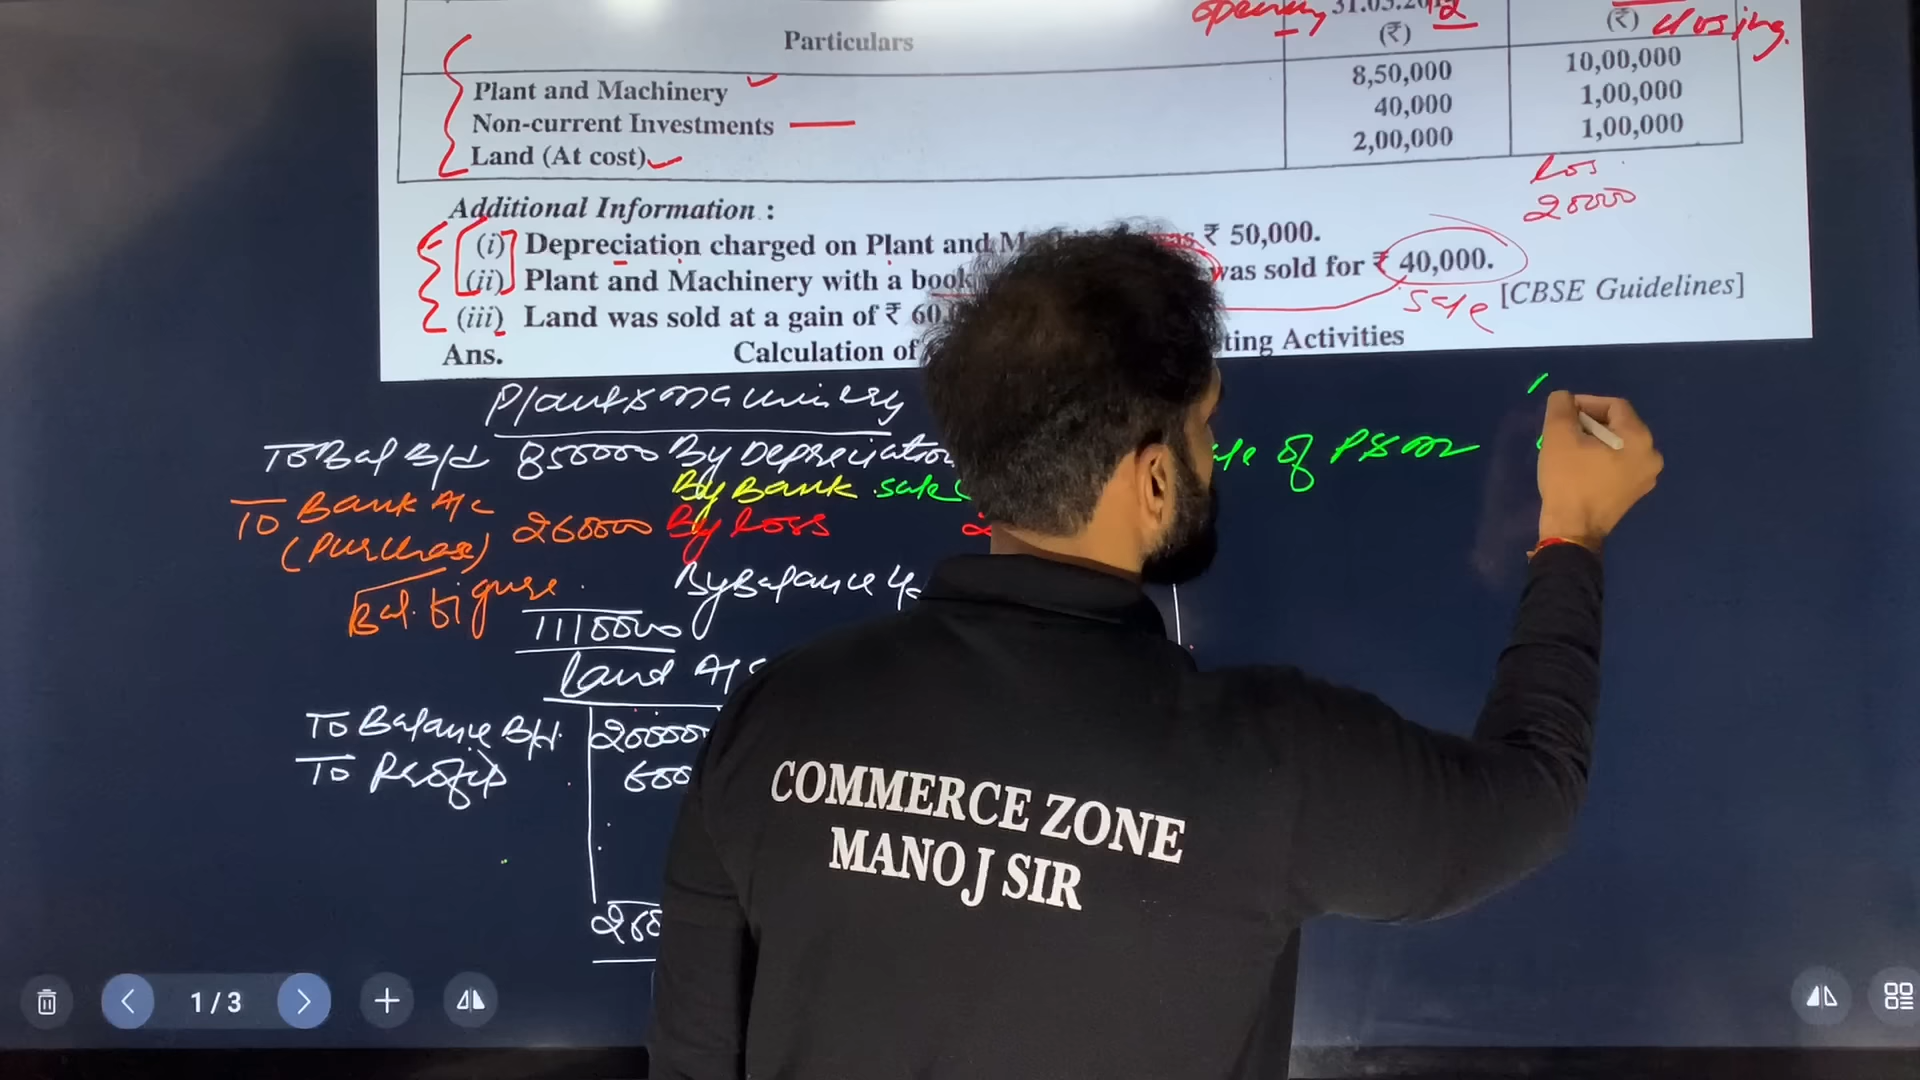 opening 31.03.2012 (₹)
(₹) closing.
Particulars
Plant and Machinery 8,50,000 10,00,000
Non-current Investments 40,000 1,00,000
Land (At cost) 2,00,000 1,00,000
los
20000
Additional Information :
(i) Depreciation charged on Plant and ₹ 50,000.
(ii) Plant and Machinery with a book was sold for ₹ 40,000.
sale
(iii) Land was sold at a gain of ₹ 60, [CBSE Guidelines]
Ans. Calculation of ting Activities
Plant & machinery
To Bal B/d 850000 By Depreciation of P&m
To Bank A/c By Bank sale
(Purchase) 260000 By loss
Bal. figure By Balance
1110000
Land A/c
To Balance B/d 200000
To Profit 600
260
COMMERCE ZONE
MANOJ SIR
1/3